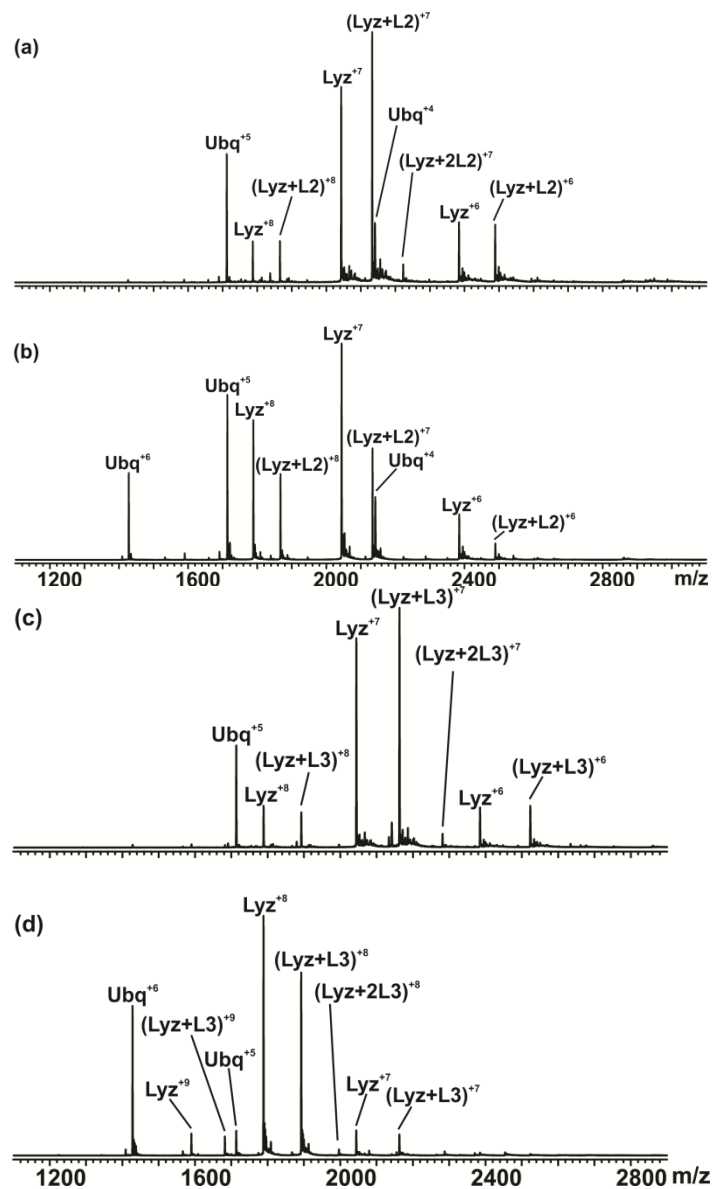 (a)
(Lyz+L2)⁺⁷
Lyz⁺⁷
Ubq⁺⁴
Ubq⁺⁵
(Lyz+L2)⁺⁸
(Lyz+2L2)⁺⁷
(Lyz+L2)⁺⁶
Lyz⁺⁸
Lyz⁺⁶
(b)
Lyz⁺⁷
Ubq⁺⁵
Lyz⁺⁸
(Lyz+L2)⁺⁷
Ubq⁺⁶
(Lyz+L2)⁺⁸
Ubq⁺⁴
Lyz⁺⁶
(Lyz+L2)⁺⁶
1200 1600 2000 2400 2800 m/z
(c)
(Lyz+L3)⁺⁷
Lyz⁺⁷
(Lyz+2L3)⁺⁷
Ubq⁺⁵
(Lyz+L3)⁺⁸
(Lyz+L3)⁺⁶
Lyz⁺⁸
Lyz⁺⁶
(d)
Lyz⁺⁸
(Lyz+L3)⁺⁸
Ubq⁺⁶
(Lyz+2L3)⁺⁸
(Lyz+L3)⁺⁹
Ubq⁺⁵
Lyz⁺⁹
Lyz⁺⁷
(Lyz+L3)⁺⁷
1200 1600 2000 2400 2800 m/z